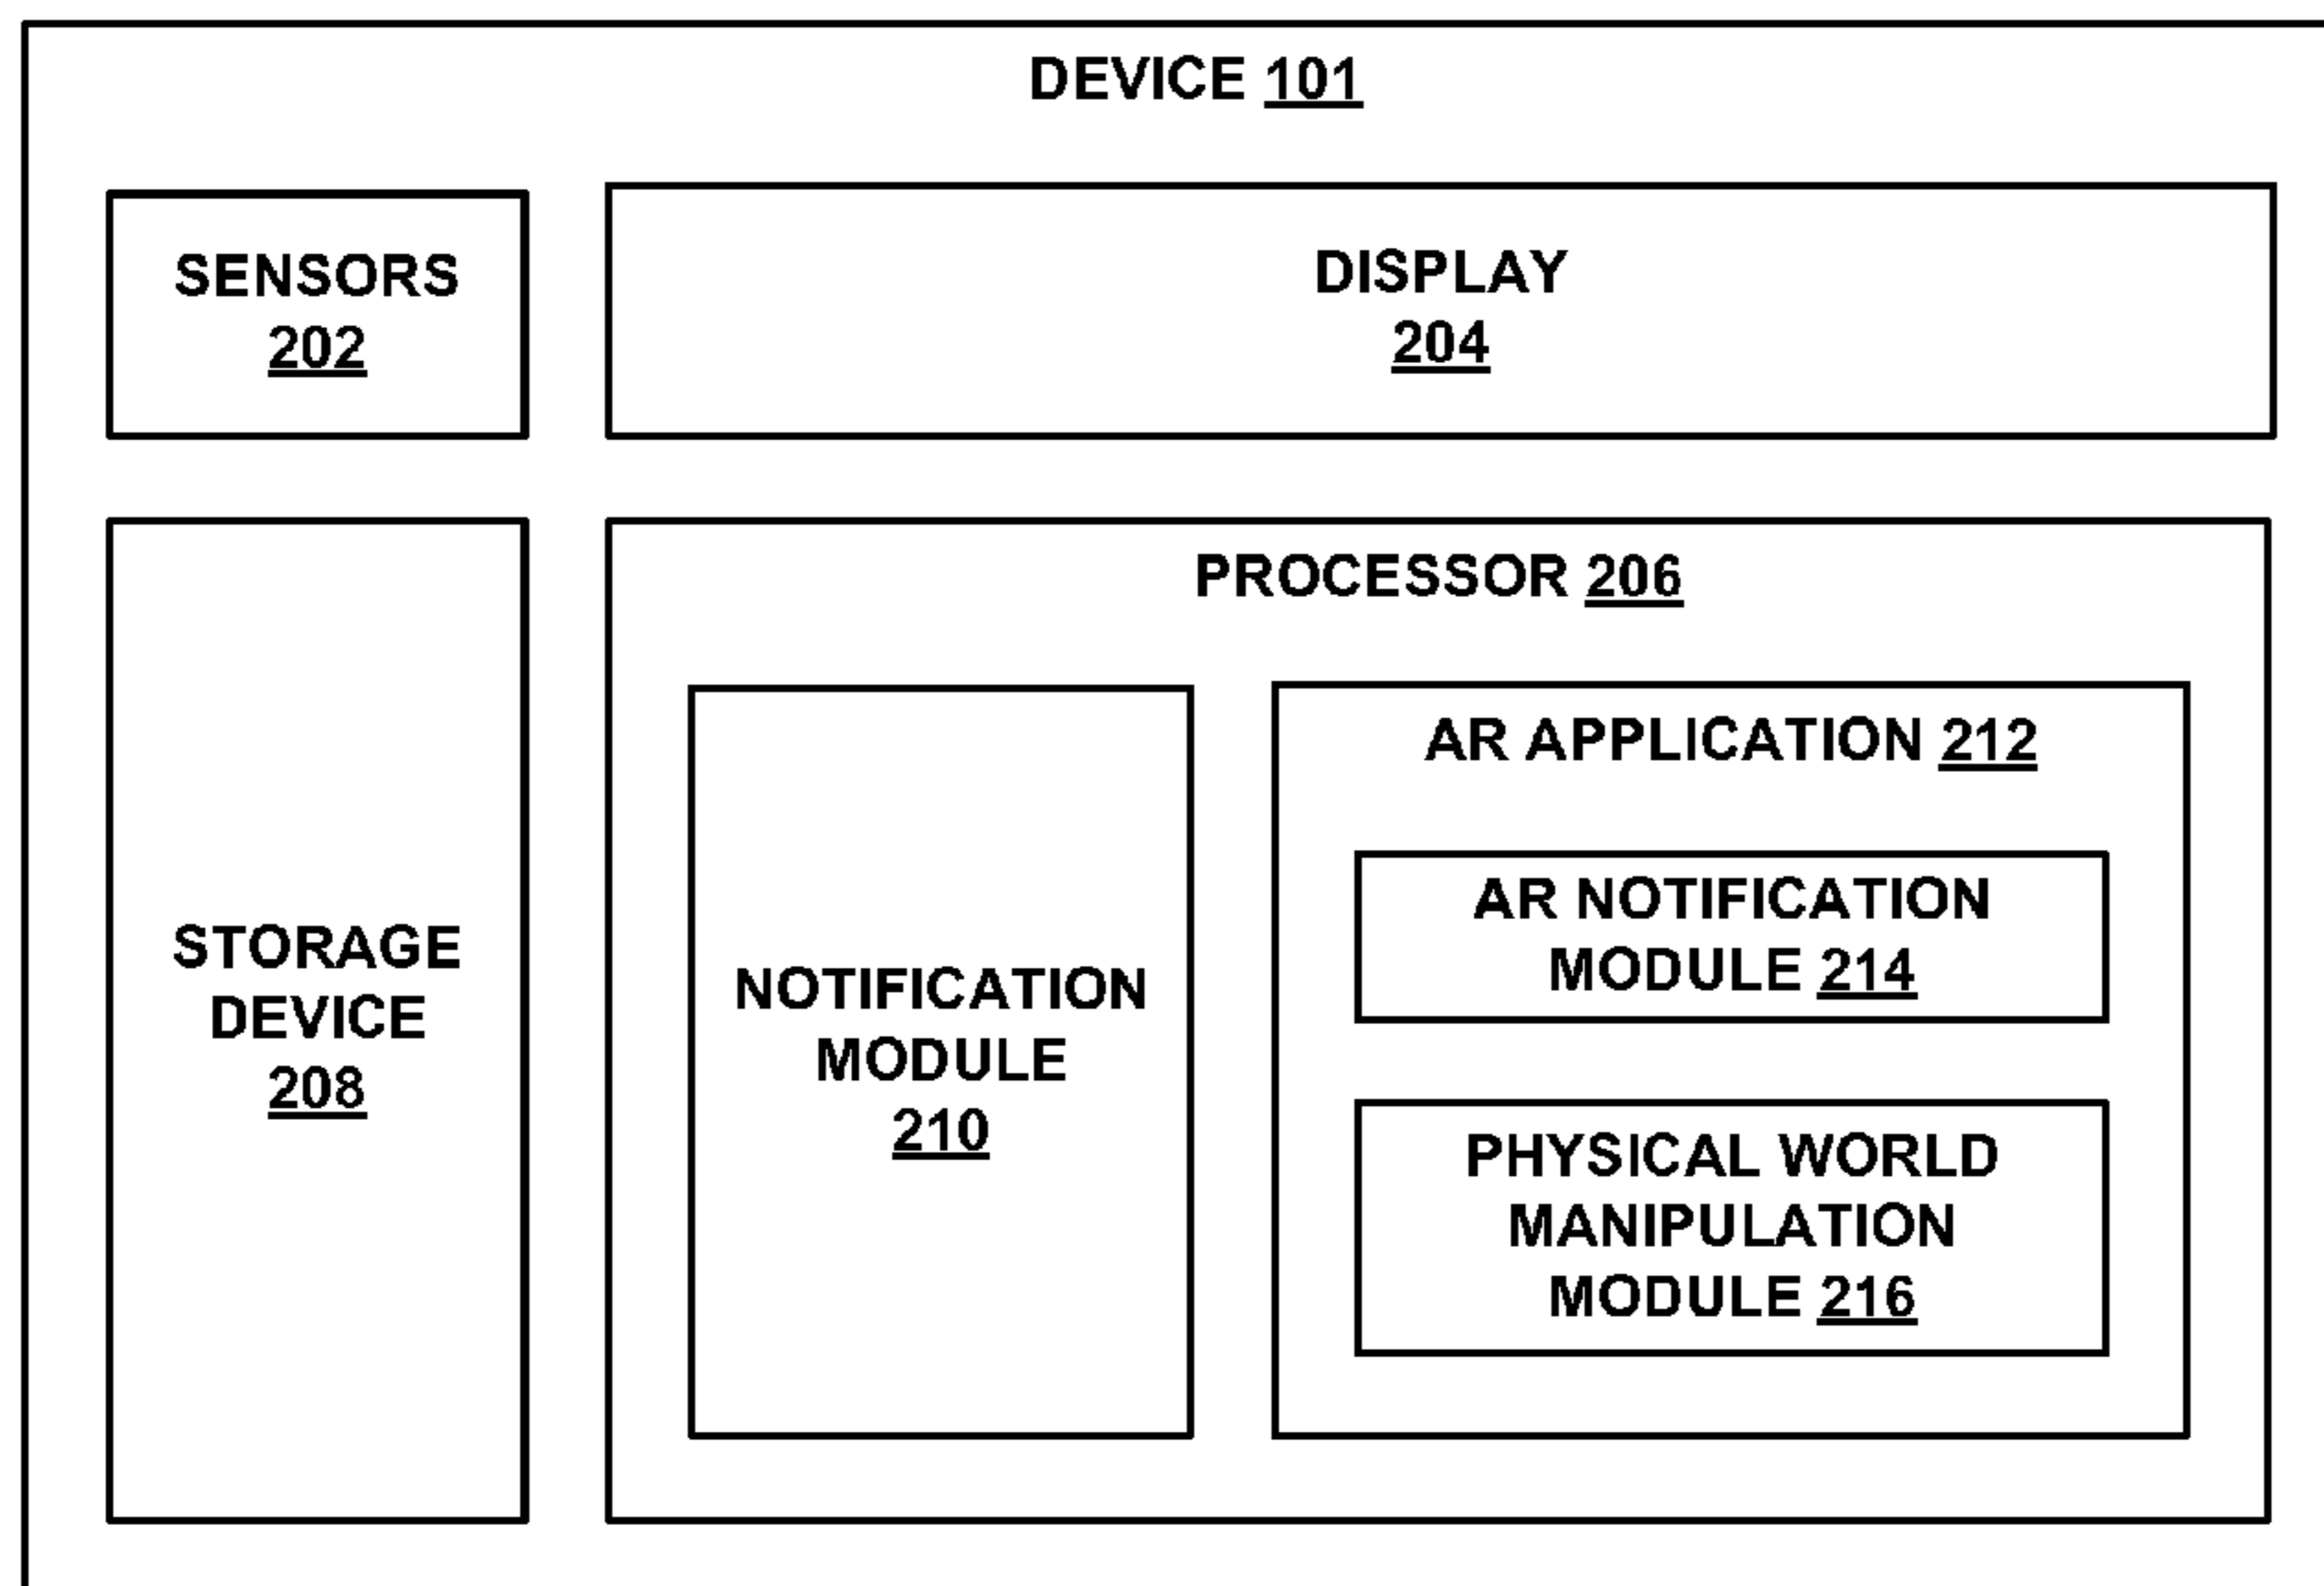 DEVICE 101
SENSORS
202
DISPLAY
204
STORAGE
DEVICE
208
PROCESSOR 206
NOTIFICATION
MODULE
210
AR APPLICATION 212
AR NOTIFICATION
MODULE 214
PHYSICAL WORLD
MANIPULATION
MODULE 216